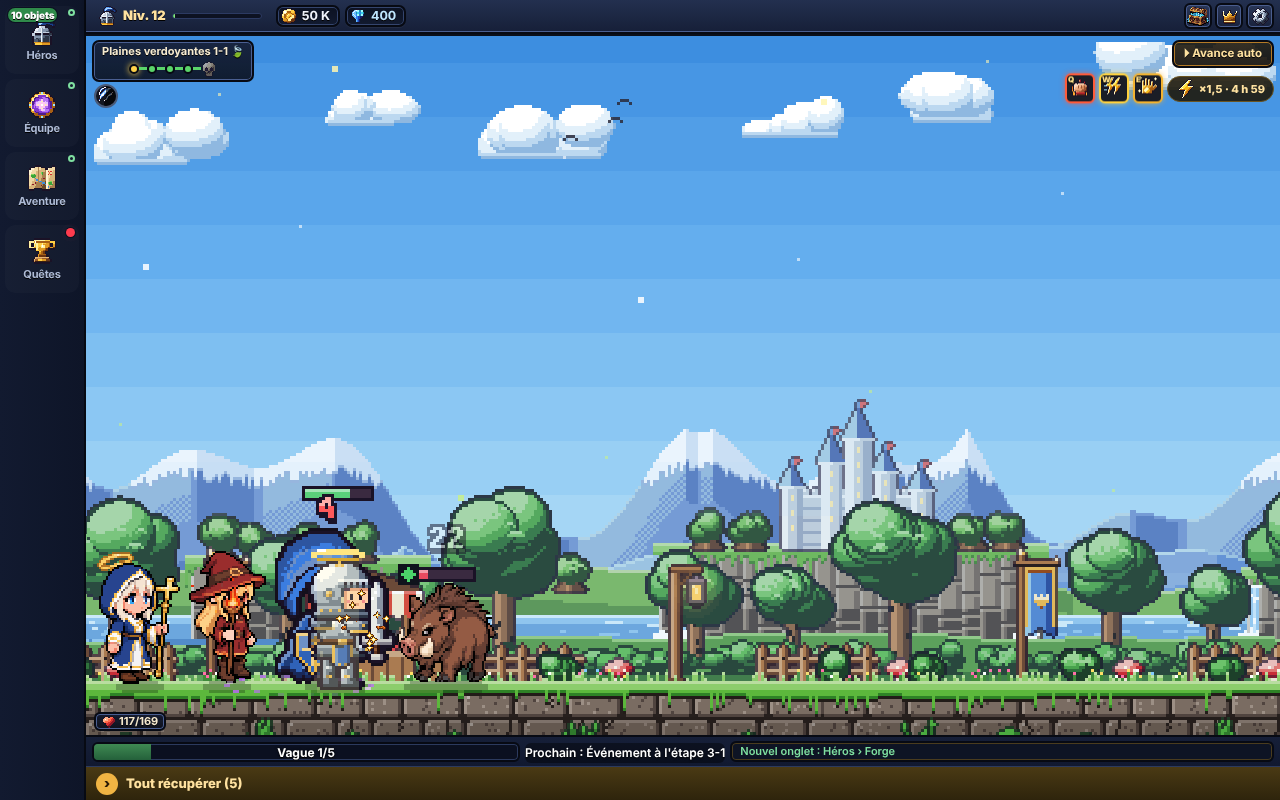 10 objets
Héros
Équipe
Aventure
Quêtes
Niv. 12
50 K
400
Plaines verdoyantes 1-1
Avance auto
Q
W
E
×1,5 · 4 h 59
4
22
117/169
Vague 1/5
Prochain : Événement à l'étape 3-1
Nouvel onglet : Héros › Forge
Tout récupérer (5)